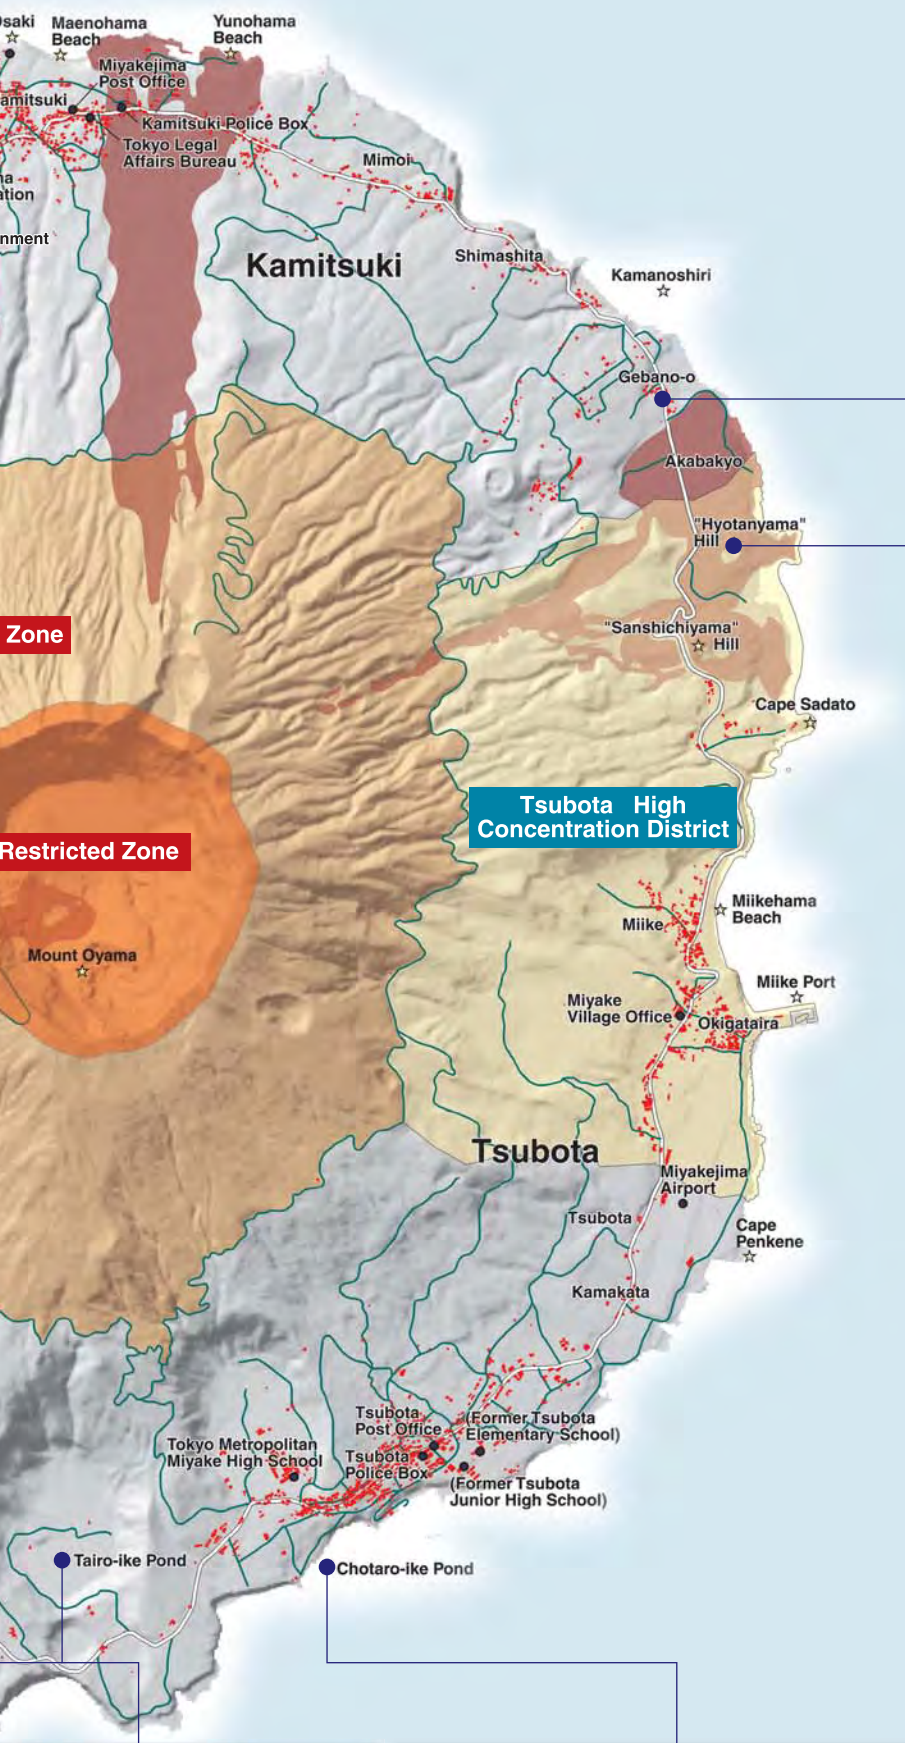 saki
Maenohama
Beach
Yunohama
Beach
Miyakejima
Post Office
amitsuki
Kamitsuki Police Box
Tokyo Legal
Affairs Bureau
Mimoi
na
ation
nment
Kamitsuki
Shimashita
Kamanoshiri
Gebano-o
Akabakyo
"Hyotanyama"
Hill
"Sanshichiyama"
Hill
Zone
Cape Sadato
Tsubota High
Concentration District
Restricted Zone
Miikehama
Beach
Miike
Mount Oyama
Miike Port
Miyake
Village Office
Okigataira
Tsubota
Miyakejima
Airport
Tsubota
Cape
Penkene
Kamakata
Tsubota
Post Office
(Former Tsubota
Elementary School)
Tokyo Metropolitan
Miyake High School
Tsubota
Police Box
(Former Tsubota
Junior High School)
Tairo-ike Pond
Chotaro-ike Pond